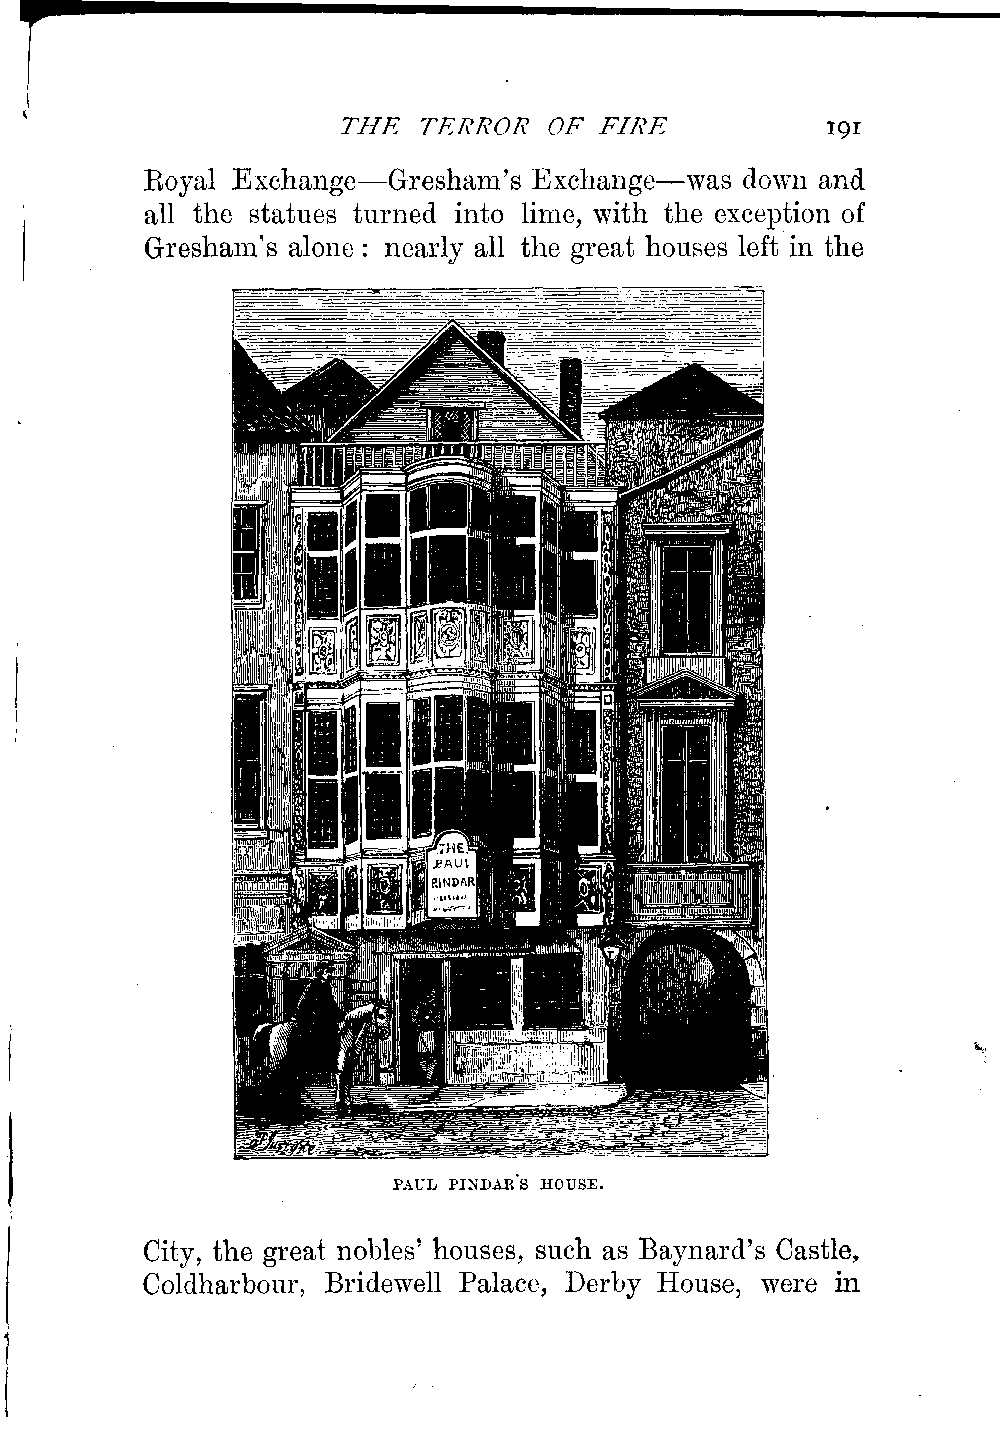 THE TERROR OF FIRE 191
Royal Exchange—Gresham's Exchange—was down and
all the statues turned into lime, with the exception of
Gresham's alone : nearly all the great houses left in the
THE
PAUL
PINDAR
PAUL PINDAR'S HOUSE.
City, the great nobles' houses, such as Baynard's Castle,
Coldharbour, Bridewell Palace, Derby House, were in